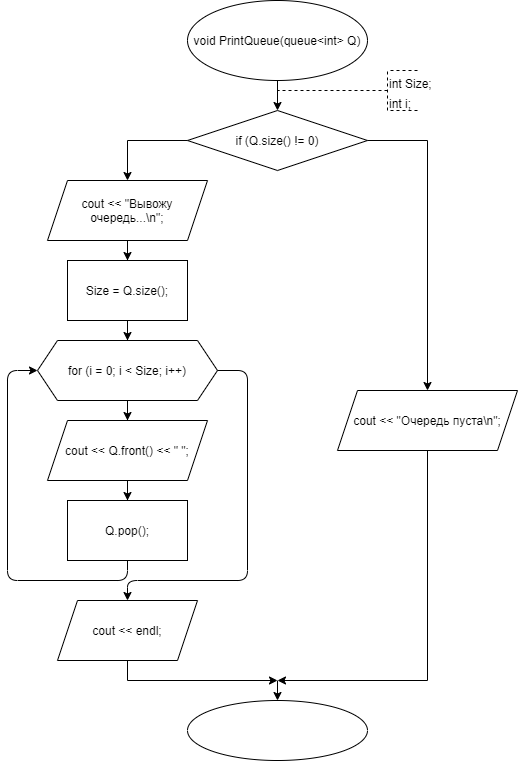 void PrintQueue(queue<int> Q)
int Size;
int i;
if (Q.size() != 0)
cout << "Вывожу
очередь...\n";
Size = Q.size();
for (i = 0; i < Size; i++)
cout << "Очередь пуста\n";
cout << Q.front() << " ";
Q.pop();
cout << endl;